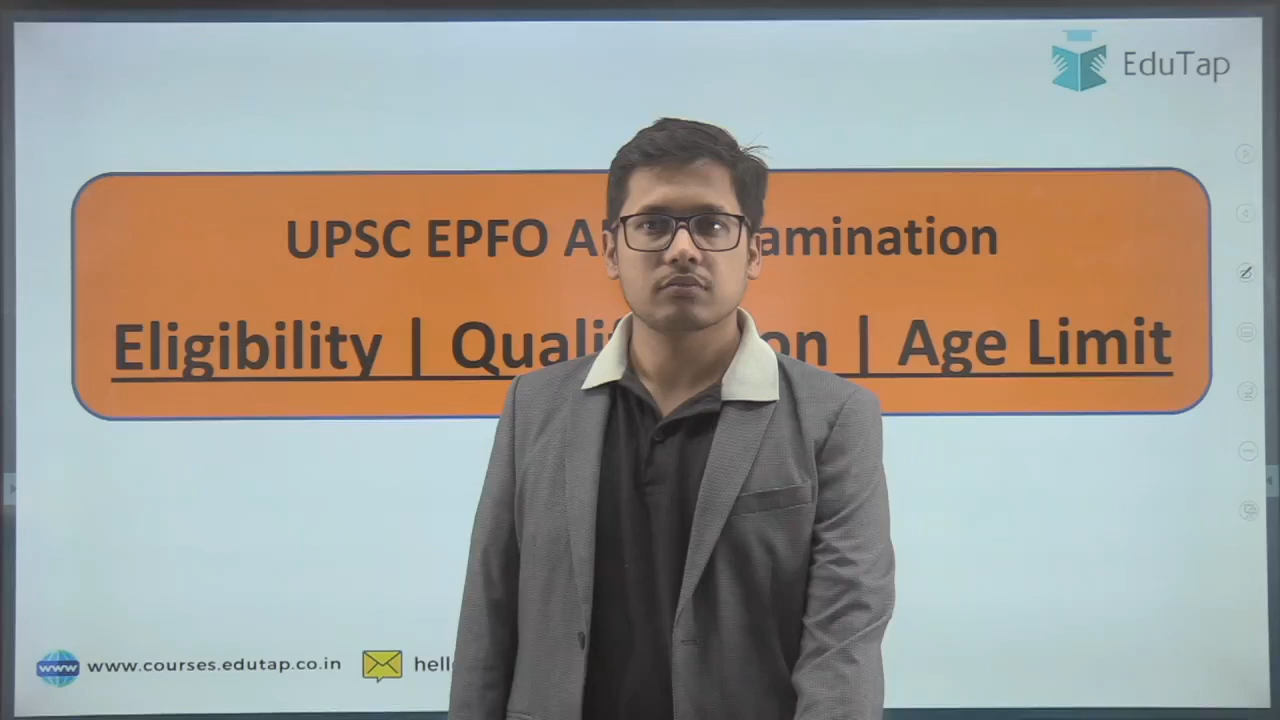 EduTap
UPSC EPFO A amination
Eligibility | Quali on | Age Limit
www.courses.edutap.co.in hell